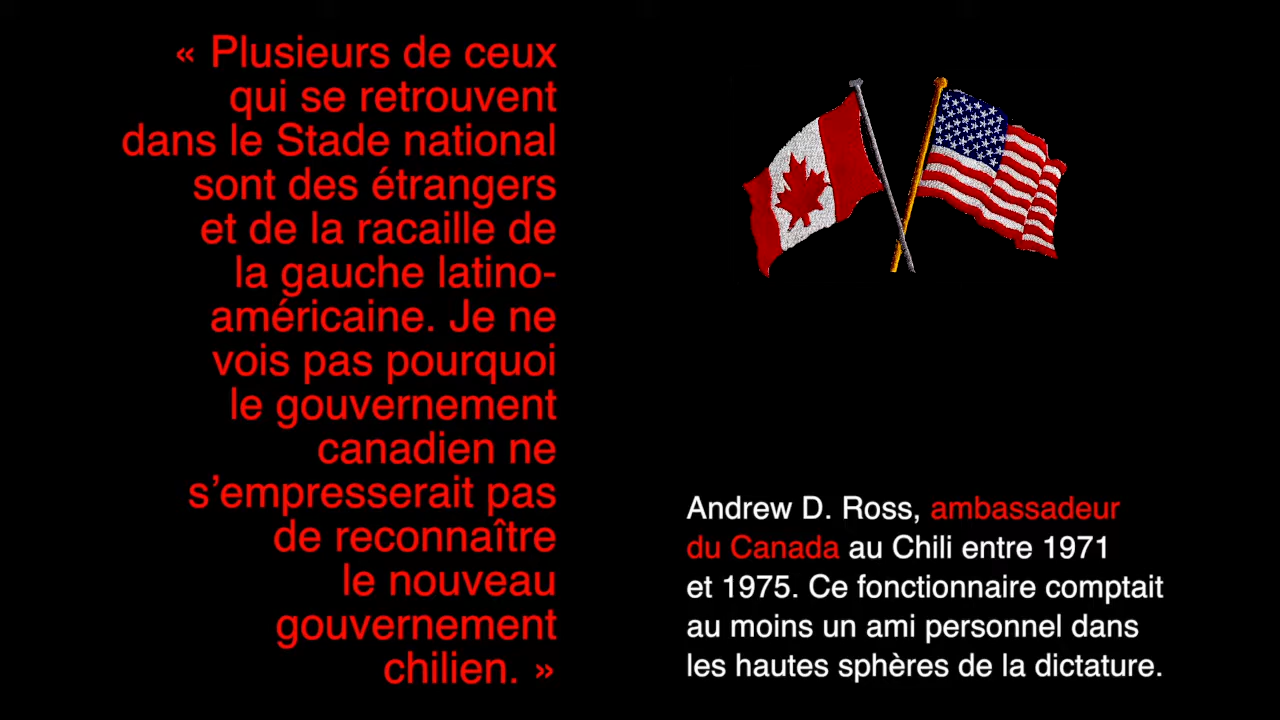 « Plusieurs de ceux
qui se retrouvent
dans le Stade national
sont des étrangers
et de la racaille de
la gauche latino-
américaine. Je ne
vois pas pourquoi
le gouvernement
canadien ne
s’empresserait pas
de reconnaître
le nouveau
gouvernement
chilien. »
Andrew D. Ross, ambassadeur
du Canada au Chili entre 1971
et 1975. Ce fonctionnaire comptait
au moins un ami personnel dans
les hautes sphères de la dictature.